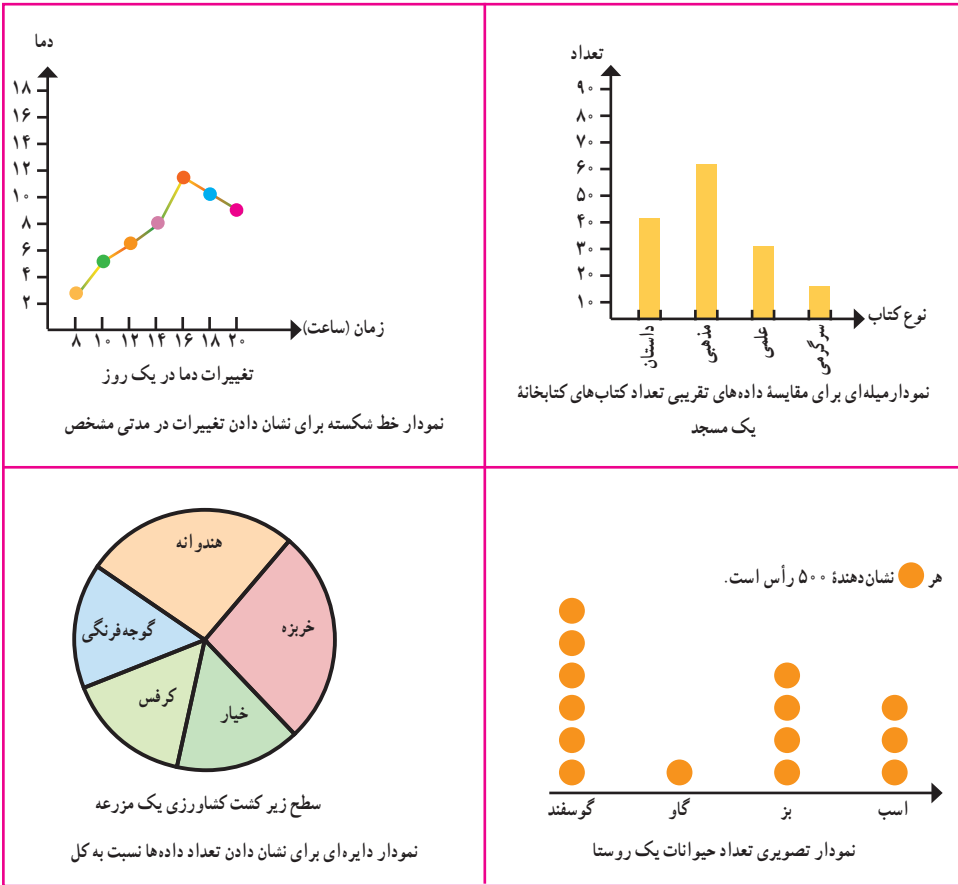 تعداد
۹۰
۸۰
۷۰
۶۰
۵۰
۴۰
۳۰
۲۰
۱۰
نوع کتاب
داستان
مذهبی
علمی
سرگرمی
نمودار میله‌ای برای مقایسهٔ داده‌های تقریبی تعداد کتاب‌های کتابخانهٔ
یک مسجد
دما
۱۸
۱۶
۱۴
۱۲
۱۰
۸
۶
۴
۲
۸ ۱۰ ۱۲ ۱۴ ۱۶ ۱۸ ۲۰
زمان (ساعت)
تغییرات دما در یک روز
نمودار خط شکسته برای نشان دادن تغییرات در مدتی مشخص
هر نشان‌دهندهٔ ۵۰۰ رأس است.
گوسفند گاو بز اسب
نمودار تصویری تعداد حیوانات یک روستا
هندوانه
خربزه
گوجه‌فرنگی
کرفس
خیار
سطح زیر کشت کشاورزی یک مزرعه
نمودار دایره‌ای برای نشان دادن تعداد داده‌ها نسبت به کل